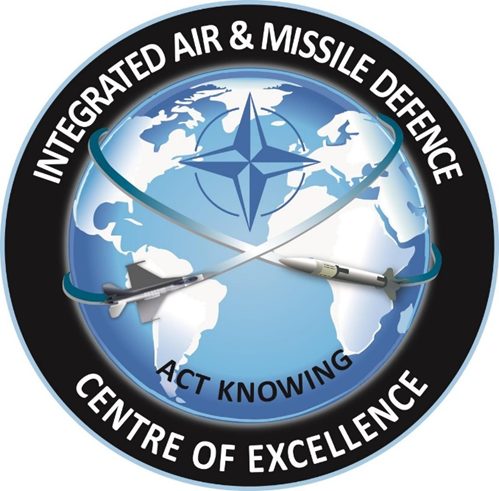 INTEGRATED AIR & MISSILE DEFENCE
ACT KNOWING
CENTRE OF EXCELLENCE